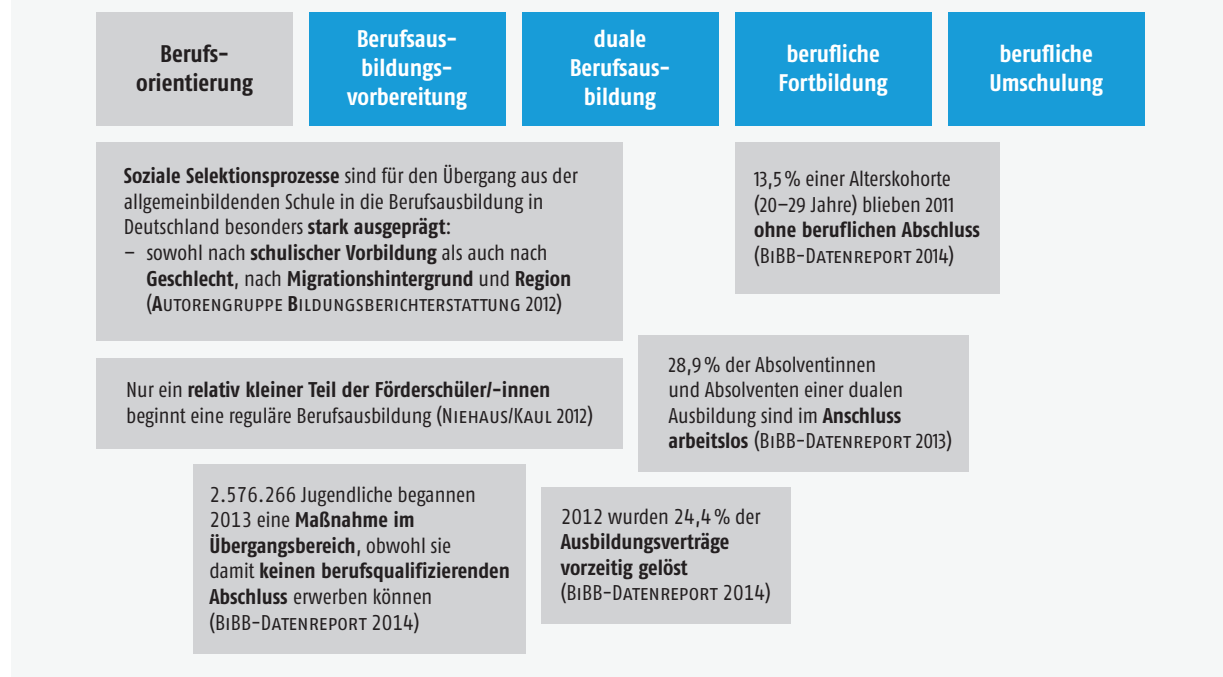 Berufs-
orientierung
Berufsaus-
bildungs-
vorbereitung
duale
Berufsaus-
bildung
berufliche
Fortbildung
berufliche
Umschulung
Soziale Selektionsprozesse sind für den Übergang aus der
allgemeinbildenden Schule in die Berufsausbildung in
Deutschland besonders stark ausgeprägt:
– sowohl nach schulischer Vorbildung als auch nach
Geschlecht, nach Migrationshintergrund und Region
(AUTORENGRUPPE BILDUNGSBERICHTERSTATTUNG 2012)
13,5 % einer Alterskohorte
(20–29 Jahre) blieben 2011
ohne beruflichen Abschluss
(BIBB-DATENREPORT 2014)
Nur ein relativ kleiner Teil der Förderschüler/-innen
beginnt eine reguläre Berufsausbildung (NIEHAUS/KAUL 2012)
28,9 % der Absolventinnen
und Absolventen einer dualen
Ausbildung sind im Anschluss
arbeitslos (BIBB-DATENREPORT 2013)
2.576.266 Jugendliche begannen
2013 eine Maßnahme im
Übergangsbereich, obwohl sie
damit keinen berufsqualifizierenden
Abschluss erwerben können
(BIBB-DATENREPORT 2014)
2012 wurden 24,4 % der
Ausbildungsverträge
vorzeitig gelöst
(BIBB-DATENREPORT 2014)